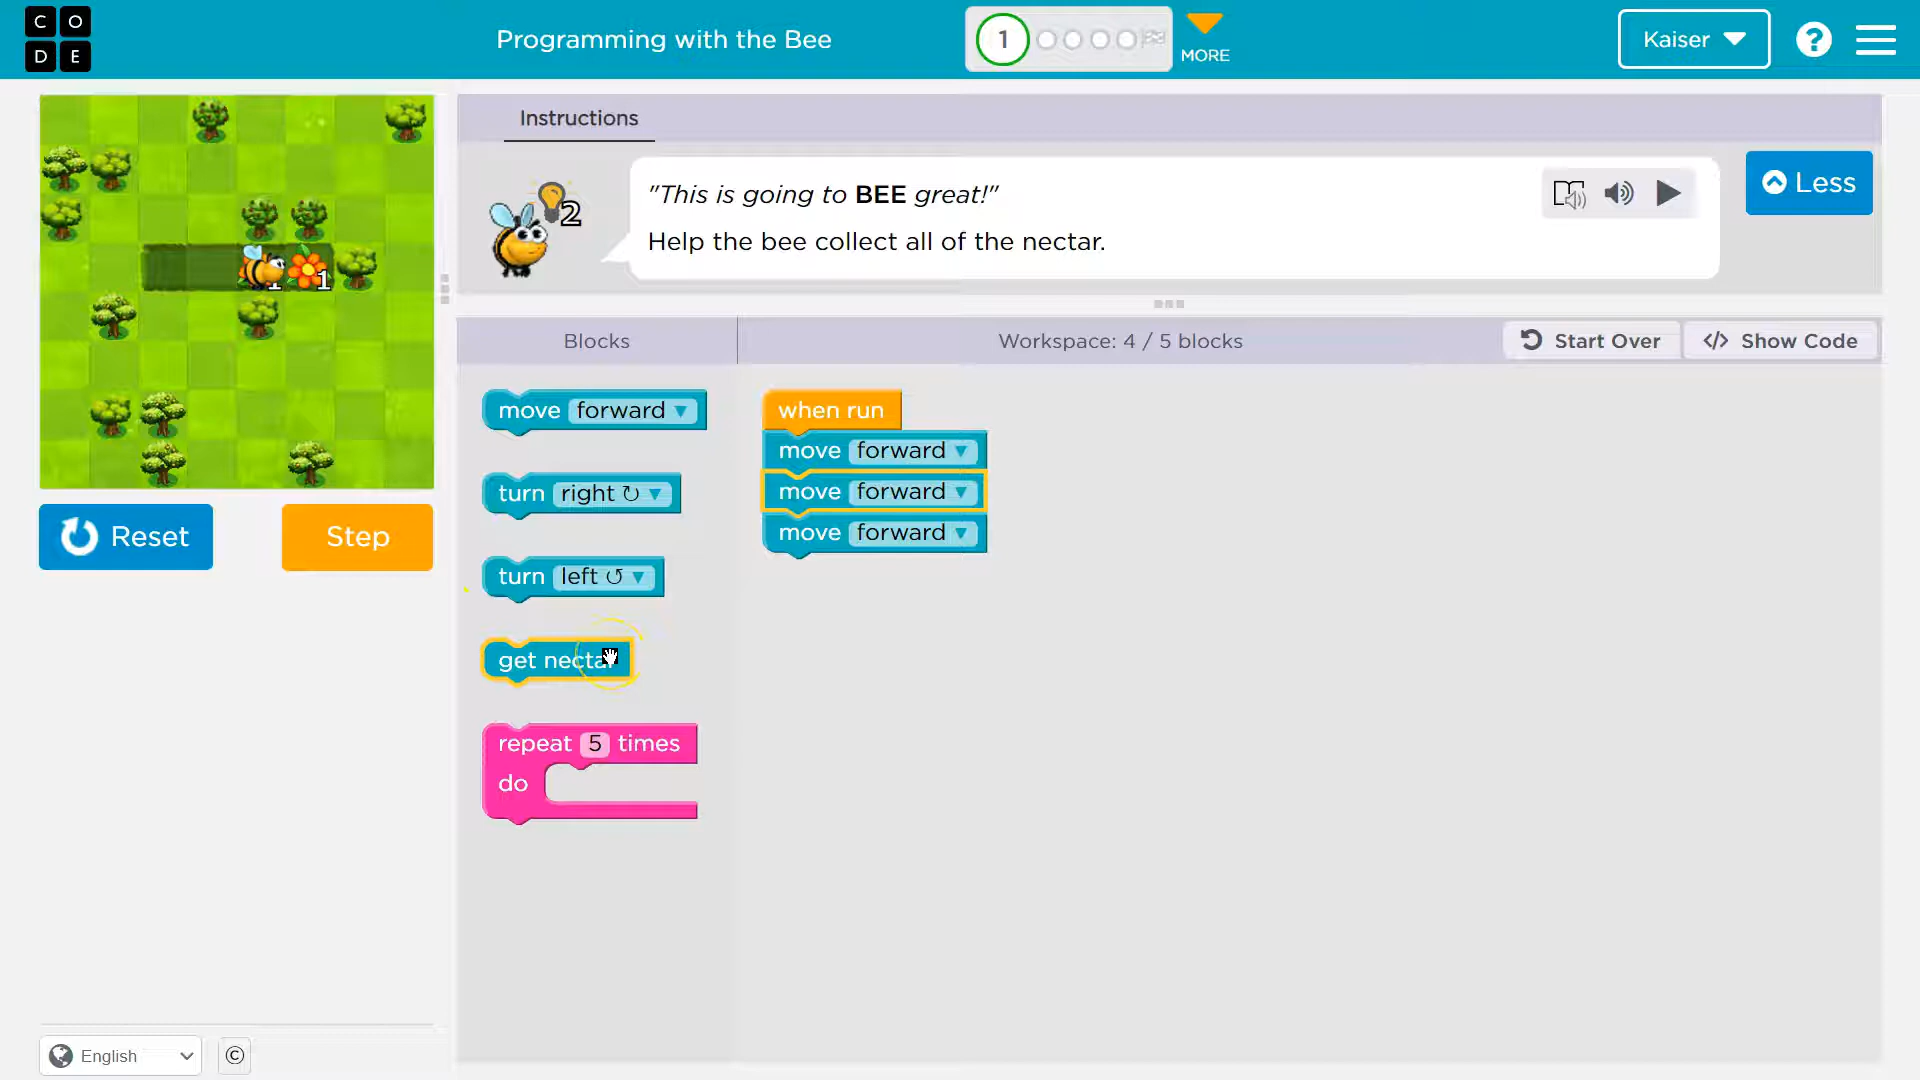 CO
DE
Programming with the Bee
1
MORE
Kaiser
?
Instructions
"This is going to BEE great!"
Help the bee collect all of the nectar.
2
Less
1
1
Reset
Step
Blocks
Workspace: 4 / 5 blocks
Start Over
</> Show Code
move forward
turn right ↻
turn left ↺
get nectar
repeat 5 times
do
when run
move forward
move forward
move forward
English
©